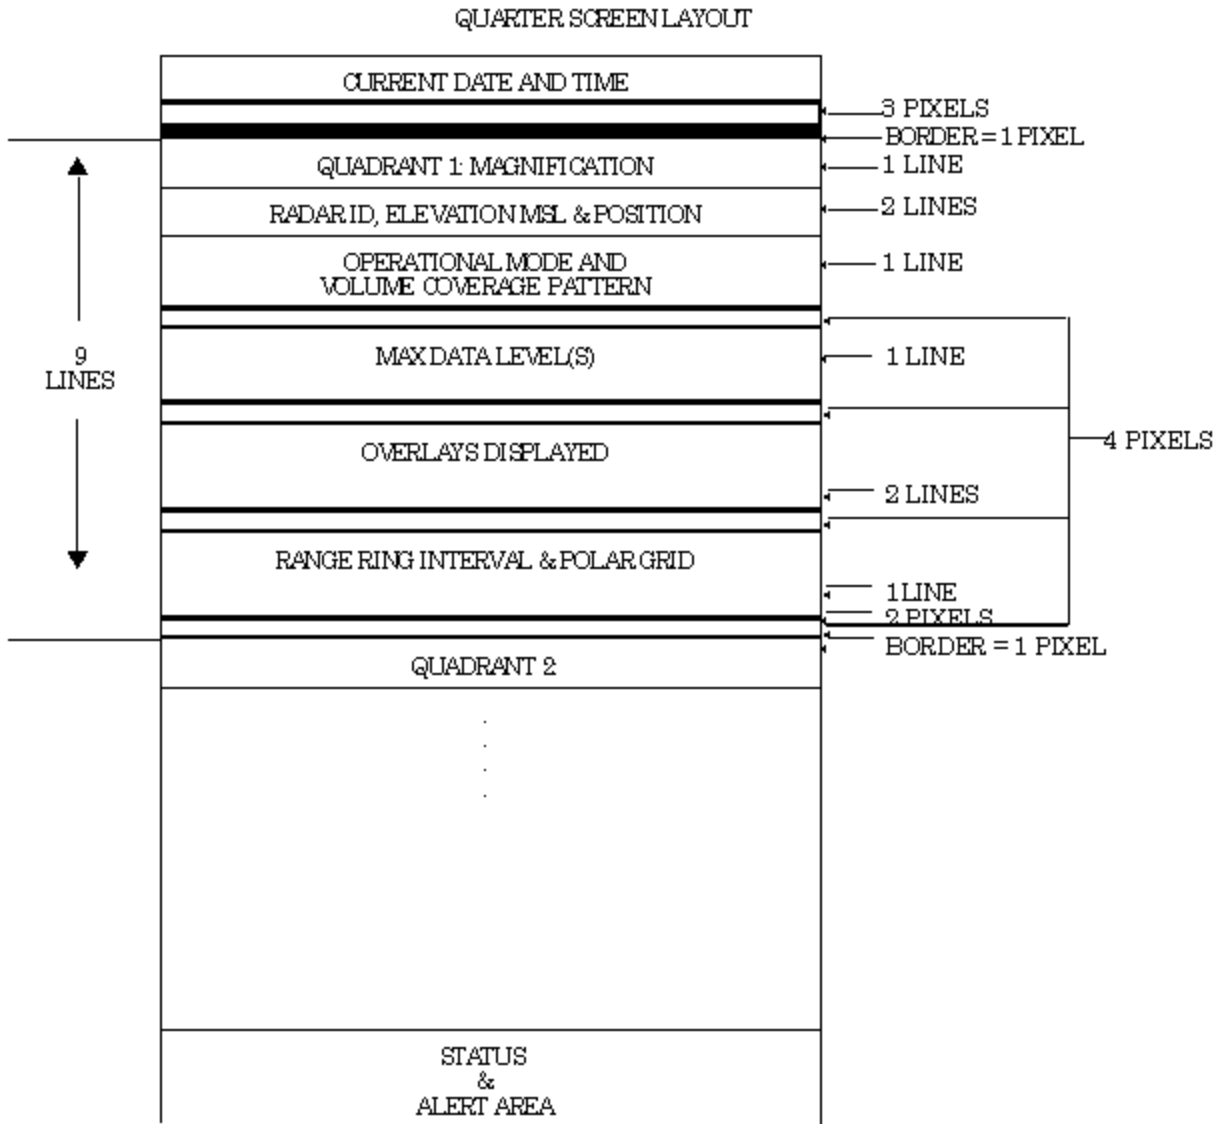 QUARTER SCREEN LAYOUT
CURRENT DATE AND TIME
3 PIXELS
BORDER = 1 PIXEL
QUADRANT 1: MAGNIFICATION
1 LINE
RADAR ID, ELEVATION MSL & POSITION
2 LINES
OPERATIONAL MODE AND
VOLUME COVERAGE PATTERN
1 LINE
9
LINES
MAX DATA LEVEL(S)
1 LINE
4 PIXELS
OVERLAYS DISPLAYED
2 LINES
RANGE RING INTERVAL & POLAR GRID
1 LINE
2 PIXELS
BORDER = 1 PIXEL
QUADRANT 2
.
.
.
.
STATUS
&
ALERT AREA